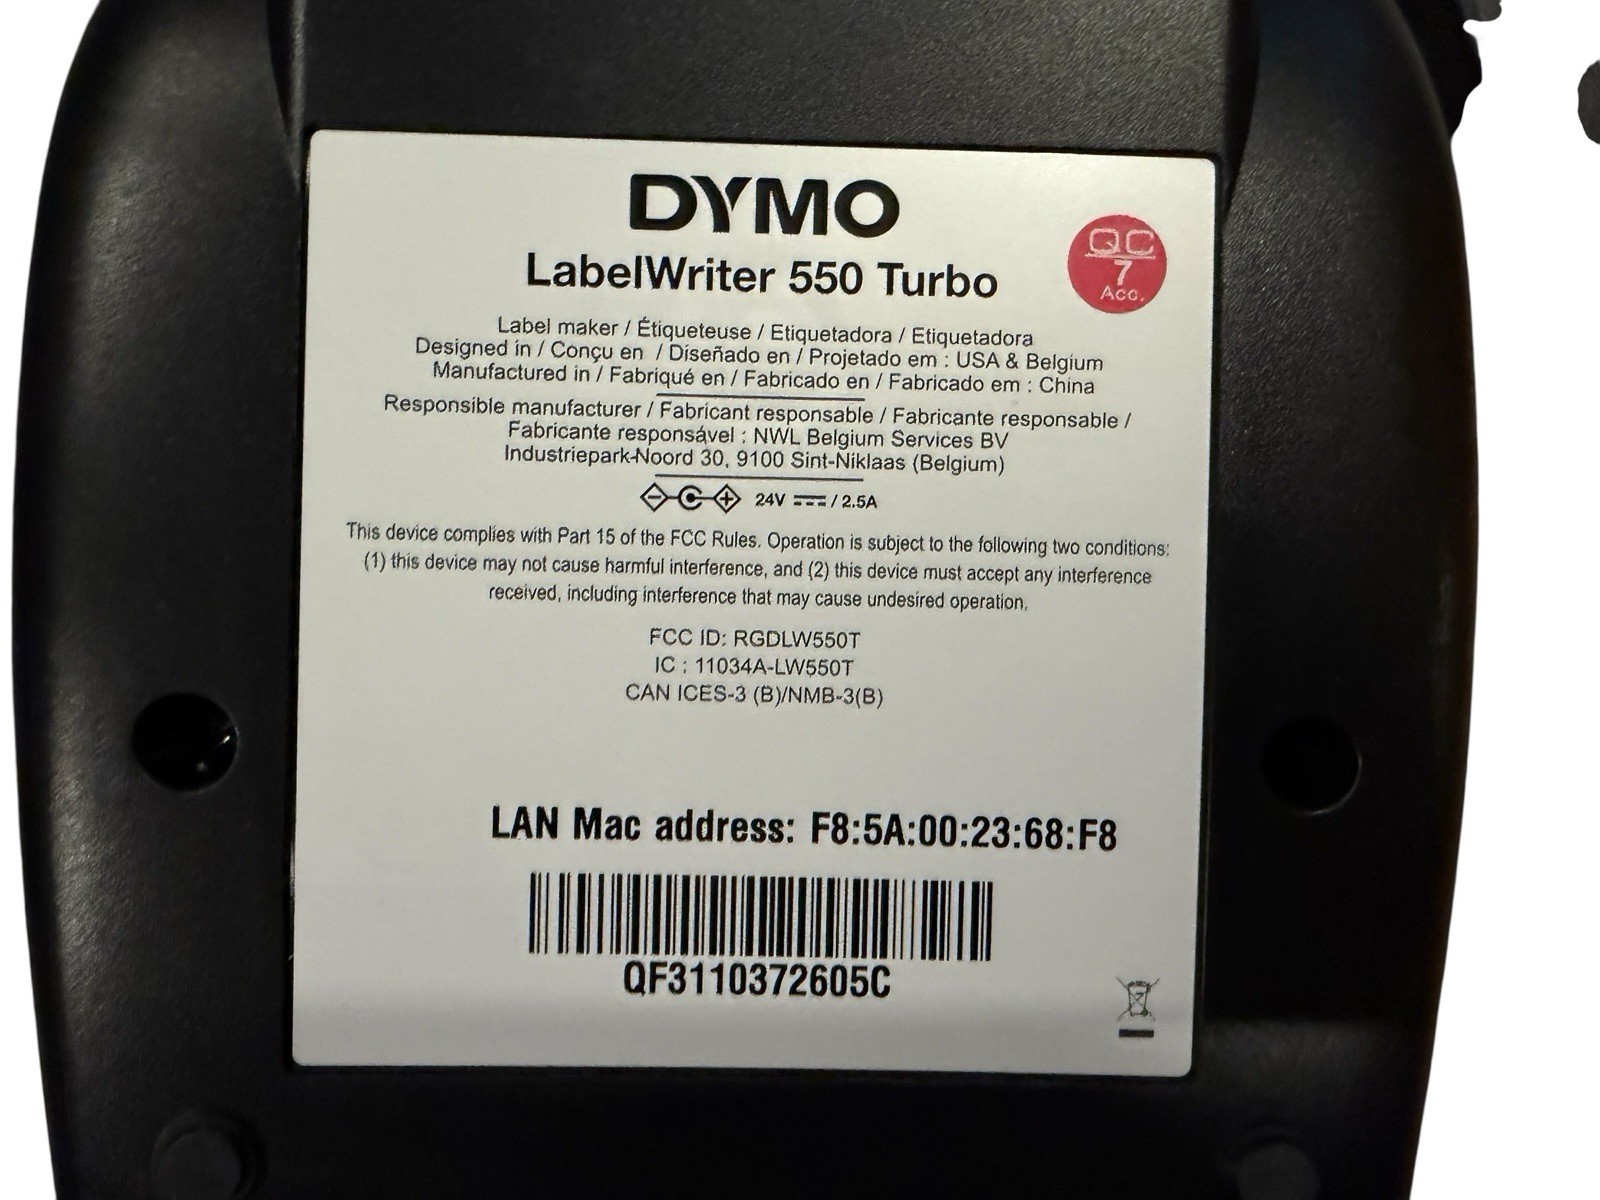 DYMO
LabelWriter 550 Turbo
QC
7
Acc.
Label maker / Étiqueteuse / Etiquetadora / Etiquetadora
Designed in / Conçu en / Diseñado en / Projetado em : USA & Belgium
Manufactured in / Fabriqué en / Fabricado en / Fabricado em : China
Responsible manufacturer / Fabricant responsable / Fabricante responsable /
Fabricante responsável : NWL Belgium Services BV
Industriepark-Noord 30, 9100 Sint-Niklaas (Belgium)
24V / 2.5A
This device complies with Part 15 of the FCC Rules. Operation is subject to the following two conditions:
(1) this device may not cause harmful interference, and (2) this device must accept any interference
received, including interference that may cause undesired operation.
FCC ID: RGDLW550T
IC : 11034A-LW550T
CAN ICES-3 (B)/NMB-3(B)
LAN Mac address: F8:5A:00:23:68:F8
QF3110372605C